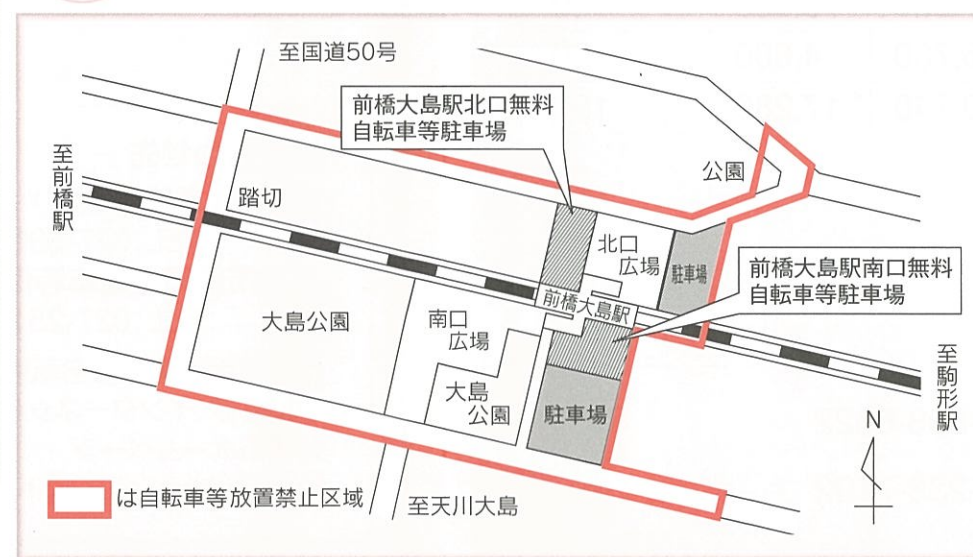 至国道50号
前橋大島駅北口無料
自転車等駐車場
至前橋駅
踏切
公園
北口
広場
駐車場
前橋大島駅南口無料
自転車等駐車場
前橋大島駅
大島公園
南口
広場
大島
公園
駐車場
至駒形駅
N
は自転車等放置禁止区域
至天川大島